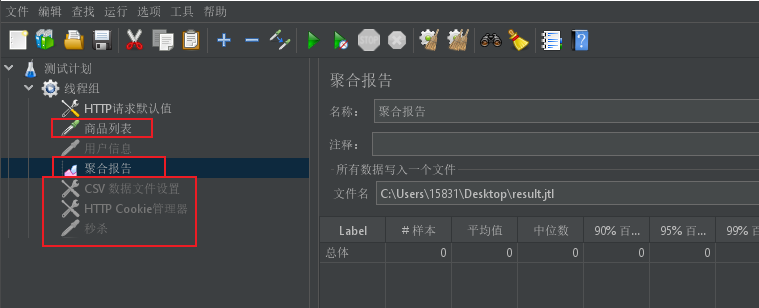 文件 编辑 查找 运行 选项 工具 帮助
测试计划
线程组
HTTP请求默认值
商品列表
用户信息
聚合报告
CSV 数据文件设置
HTTP Cookie管理器
秒杀
聚合报告
名称： 聚合报告
注释：
所有数据写入一个文件
文件名 C:\Users\15831\Desktop\result.jtl
Label # 样本 平均值 中位数 90% 百... 95% 百... 99% 百
总体 0 0 0 0 0